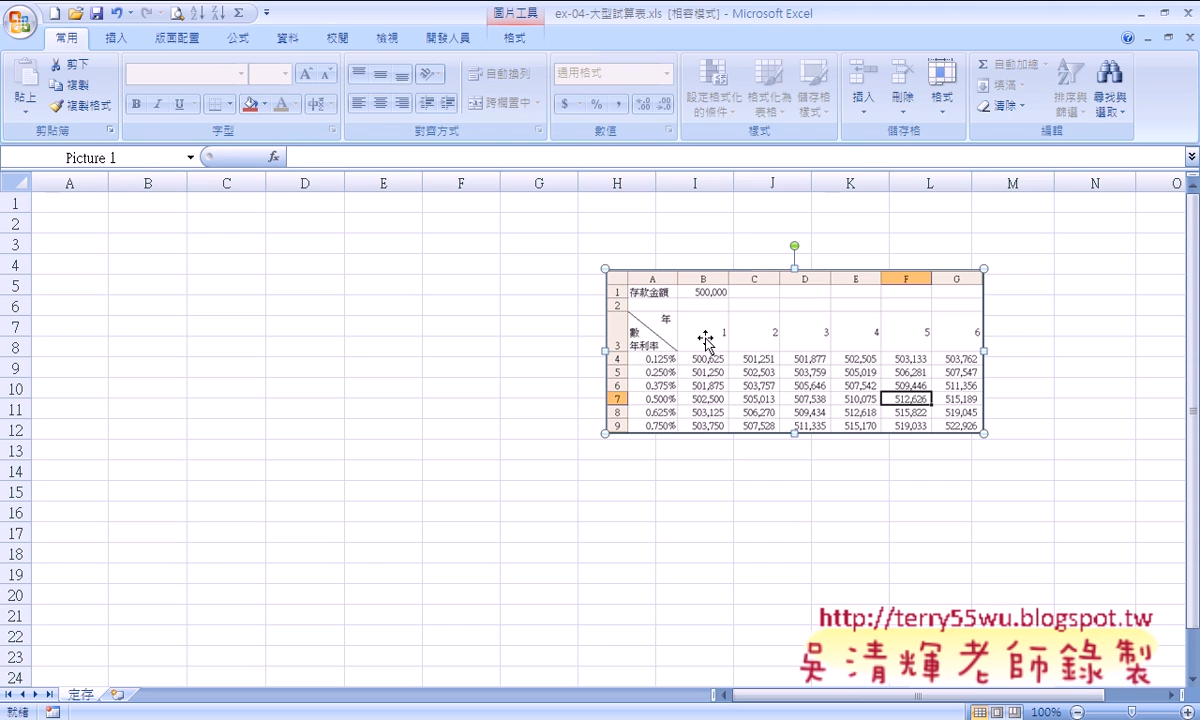 圖片工具
ex-04-大型試算表.xls [相容模式] - Microsoft Excel
常用 插入 版面配置 公式 資料 校閱 檢視 開發人員 格式
貼上
剪下
複製
複製格式
剪貼簿
B I U
字型
自動換列
跨欄置中
對齊方式
通用格式
$ % ,
數值
設定格式化的條件
格式化為表格
儲存格樣式
樣式
插入
刪除
格式
儲存格
Σ 自動加總
填滿
清除
排序與篩選
尋找與選取
編輯
Picture 1
fx
A B C D E F G H I J K L M N O
1
2
3
4
5
6
7
8
9
10
11
12
13
14
15
16
17
18
19
20
21
22
23
24
A B C D E F G
1 存款金額 500,000
2
年
數 1 2 3 4 5 6
3 年利率
4 0.125% 500,625 501,251 501,877 502,505 503,133 503,762
5 0.250% 501,250 502,503 503,759 505,019 506,281 507,547
6 0.375% 501,875 503,757 505,646 507,542 509,446 511,356
7 0.500% 502,500 505,013 507,538 510,075 512,626 515,189
8 0.625% 503,125 506,270 509,434 512,618 515,822 519,045
9 0.750% 503,750 507,528 511,335 515,170 519,033 522,926
http://terry55wu.blogspot.tw
吳清輝老師錄製
定存
就緒
100%